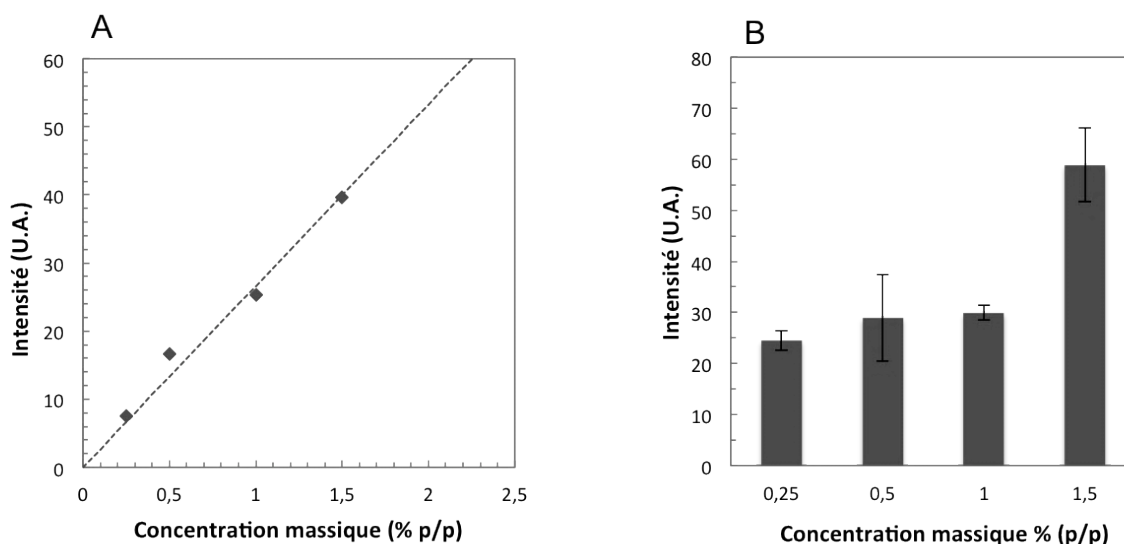 A
60
50
40
30
20
10
0
0 0,5 1 1,5 2 2,5
Intensité (U.A.)
Concentration massique (% p/p)
B
80
70
60
50
40
30
20
10
0
0,25 0,5 1 1,5
Intensité (U.A.)
Concentration massique % (p/p)